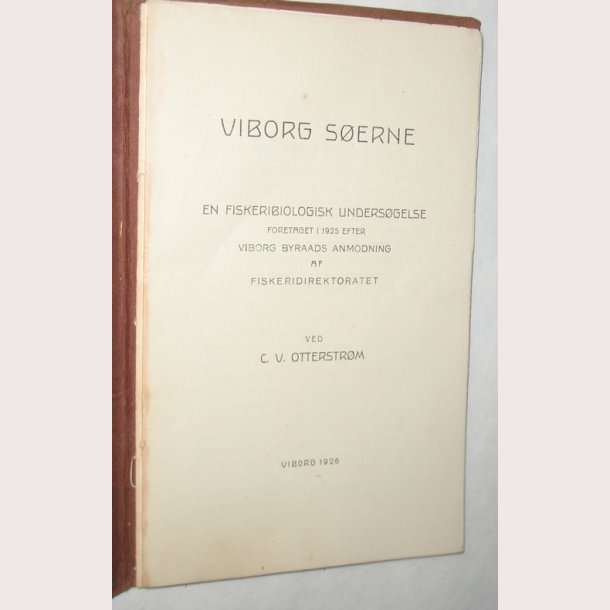 VIBORG SØERNE
EN FISKERIBIOLOGISK UNDERSØGELSE
FORETAGET I 1925 EFTER
VIBORG BYRAADS ANMODNING
AF
FISKERIDIREKTORATET
VED
C. V. OTTERSTRØM
VIBORG 1926